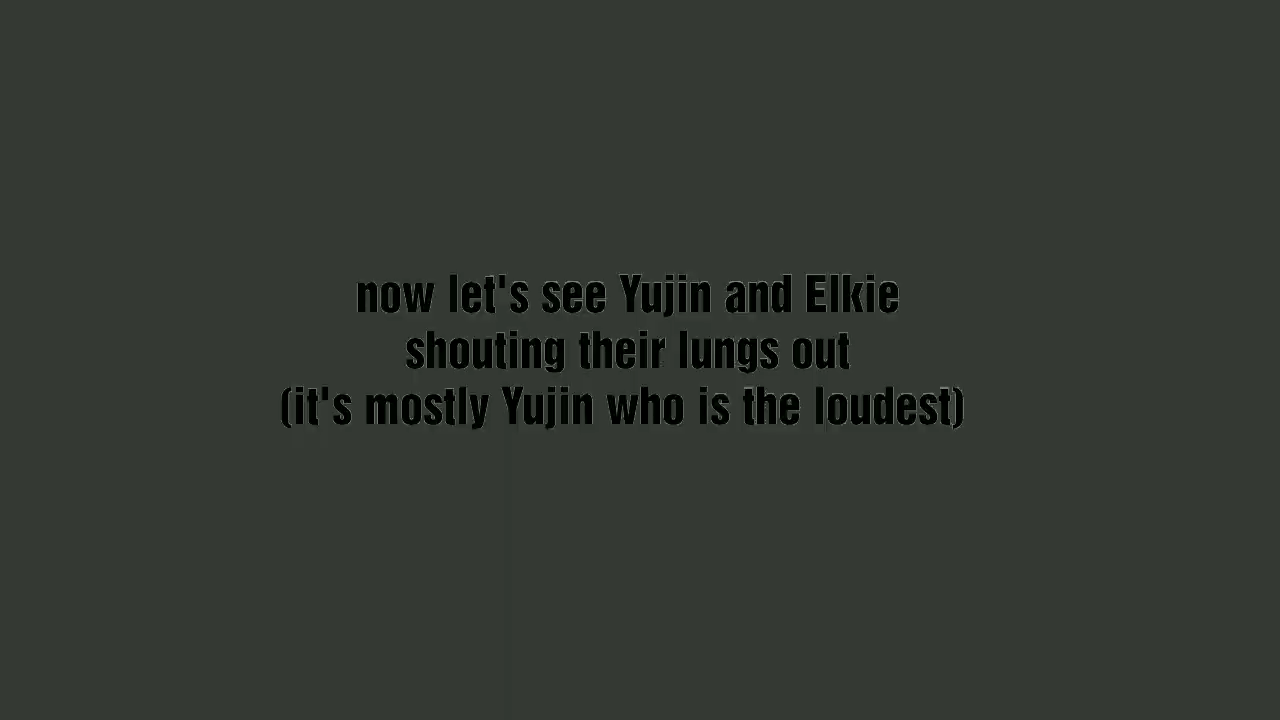 now let's see Yujin and Elkie
shouting their lungs out
(it's mostly Yujin who is the loudest)